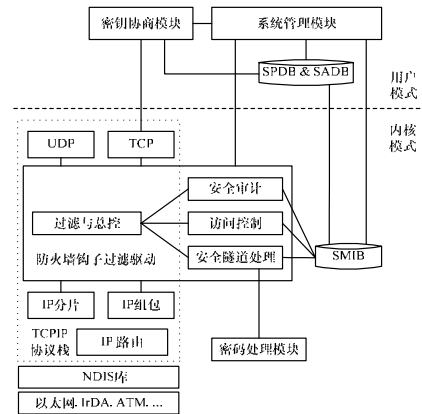 密钥协商模块
系统管理模块
SPDB & SADB
用户
模式
内核
模式
UDP
TCP
安全审计
过滤与总控
访问控制
防火墙钩子过滤驱动
安全隧道处理
SMIB
IP分片
IP组包
TCPIP
协议栈
IP路由
密码处理模块
NDIS库
以太网. IrDA. ATM. ...